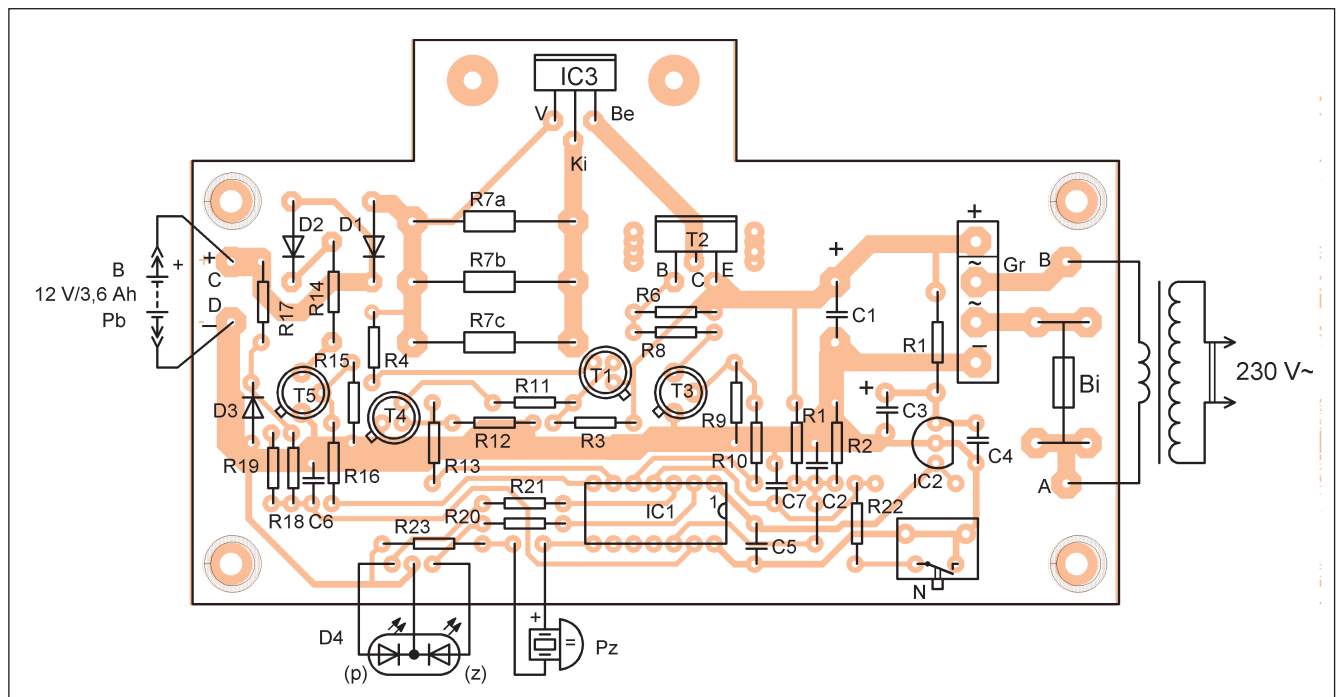 IC3
V
Be
Ki
R7a
D2
D1
T2
+
B
C
E
Gr
B
~
~
−
+
B
+
12 V/3,6 Ah
Pb
+
C
D
−
R17
R14
R7b
R6
+
C1
R1
R7c
R8
R15
R4
T1
T3
Bi
230 V~
D3
T5
T4
R11
R12
R3
R9
R1
R2
+
C3
C4
R19
R16
R13
R10
IC2
R18
C6
R21
R20
R23
IC1
1
C7
C2
R22
A
C5
N
D4
(p)
(z)
+
=
Pz